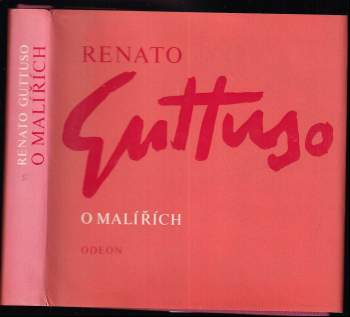 RENATO GUTTUSO
O MALÍŘÍCH
RENATO
Guttuso
O MALÍŘÍCH
ODEON